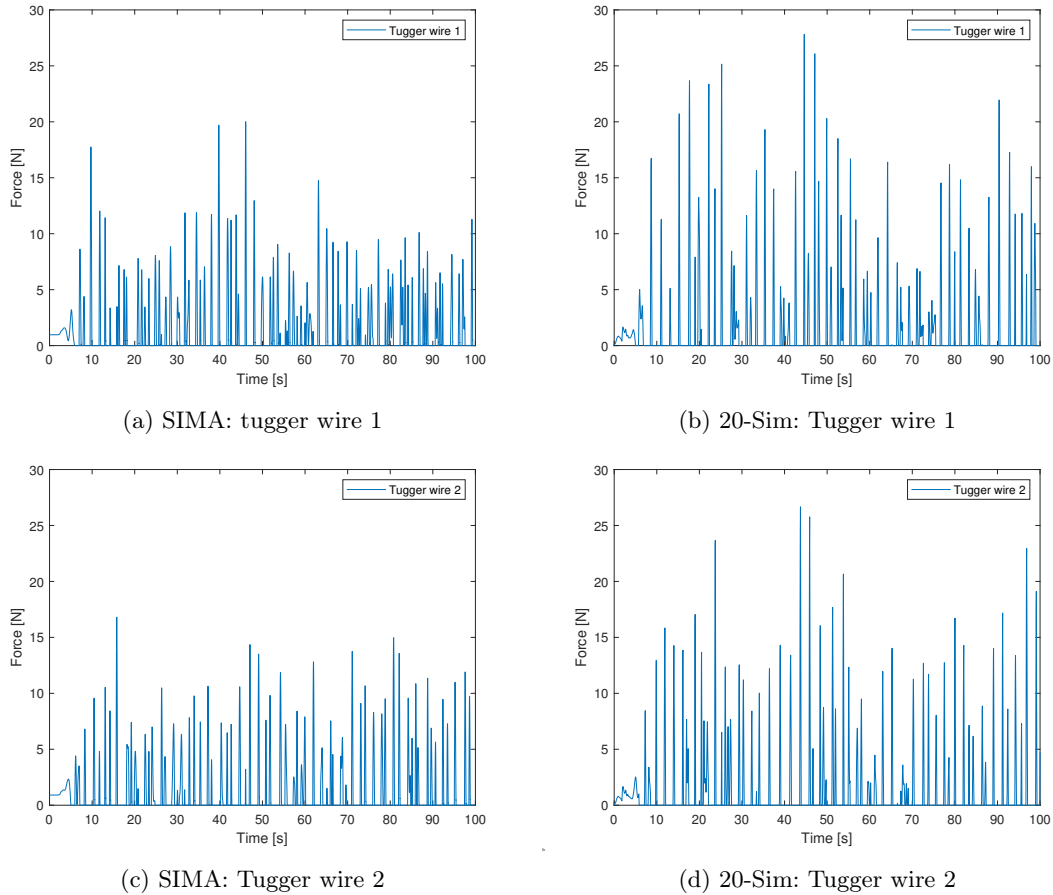 30
25
20
15
10
5
0
Force [N]
Tugger wire 1
0 10 20 30 40 50 60 70 80 90 100
Time [s]
(a) SIMA: tugger wire 1
30
25
20
15
10
5
0
Force [N]
Tugger wire 1
0 10 20 30 40 50 60 70 80 90 100
Time [s]
(b) 20-Sim: Tugger wire 1
30
25
20
15
10
5
0
Force [N]
Tugger wire 2
0 10 20 30 40 50 60 70 80 90 100
Time [s]
(c) SIMA: Tugger wire 2
30
25
20
15
10
5
0
Force [N]
Tugger wire 2
0 10 20 30 40 50 60 70 80 90 100
Time [s]
(d) 20-Sim: Tugger wire 2